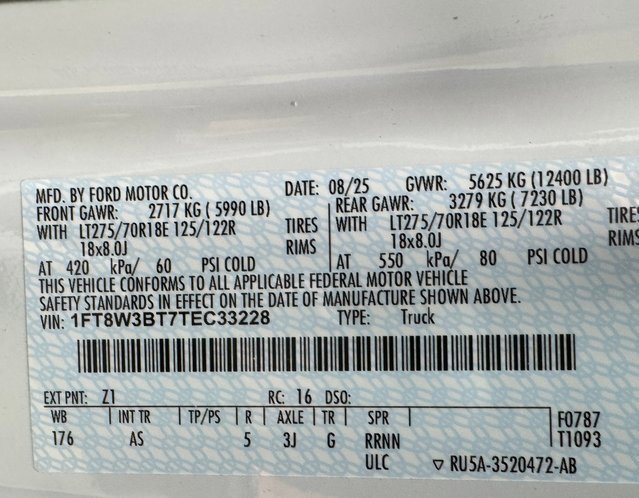 MFD. BY FORD MOTOR CO. DATE: 08/25 GVWR: 5625 KG (12400 LB)
FRONT GAWR: 2717 KG ( 5990 LB) REAR GAWR: 3279 KG ( 7230 LB)
WITH LT275/70R18E 125/122R TIRES WITH LT275/70R18E 125/122R TIRES
18x8.0J RIMS 18x8.0J RIMS
AT 420 kPa/ 60 PSI COLD AT 550 kPa/ 80 PSI COLD
THIS VEHICLE CONFORMS TO ALL APPLICABLE FEDERAL MOTOR VEHICLE
SAFETY STANDARDS IN EFFECT ON THE DATE OF MANUFACTURE SHOWN ABOVE.
VIN: 1FT8W3BT7TEC33228 TYPE: Truck
EXT PNT: Z1 RC: 16 DSO:
WB | INT TR | TP/PS | R | AXLE | TR | SPR F0787
176 AS 5 3J G RRNN T1093
ULC ▽ RU5A-3520472-AB